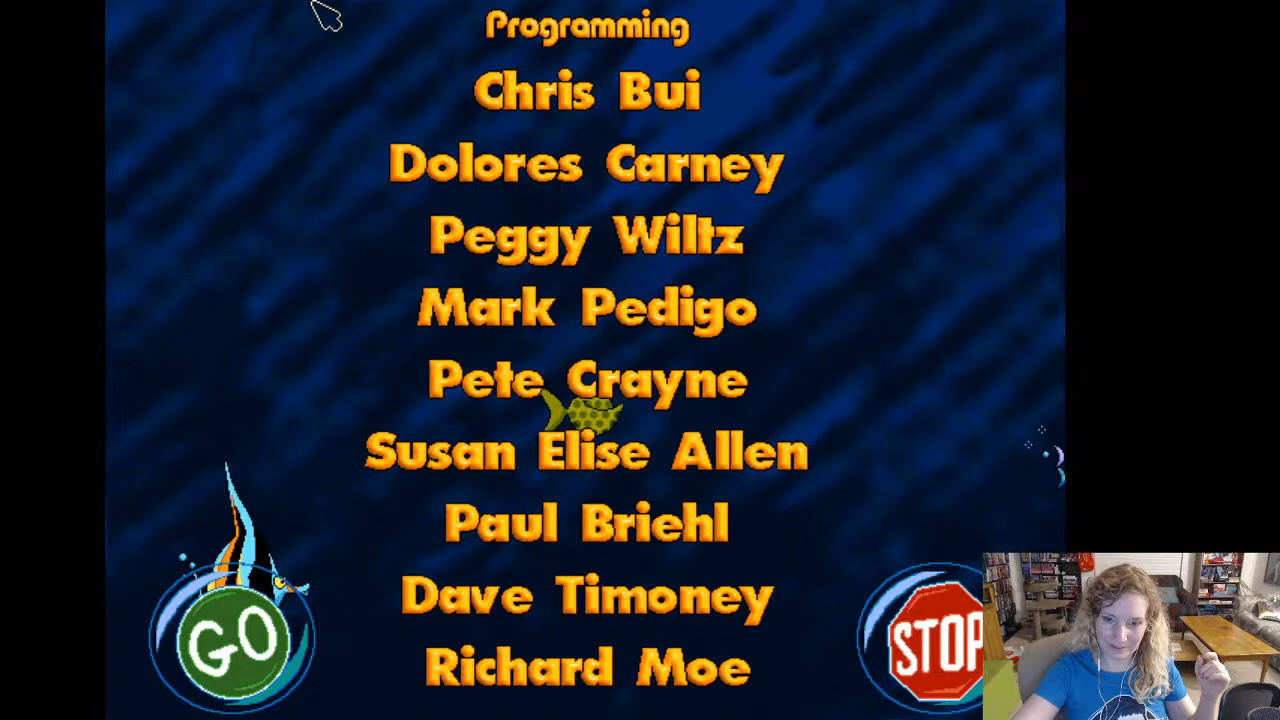 Programming
Chris Bui
Dolores Carney
Peggy Wiltz
Mark Pedigo
Pete Crayne
Susan Elise Allen
Paul Briehl
Dave Timoney
Richard Moe
GO
STOP